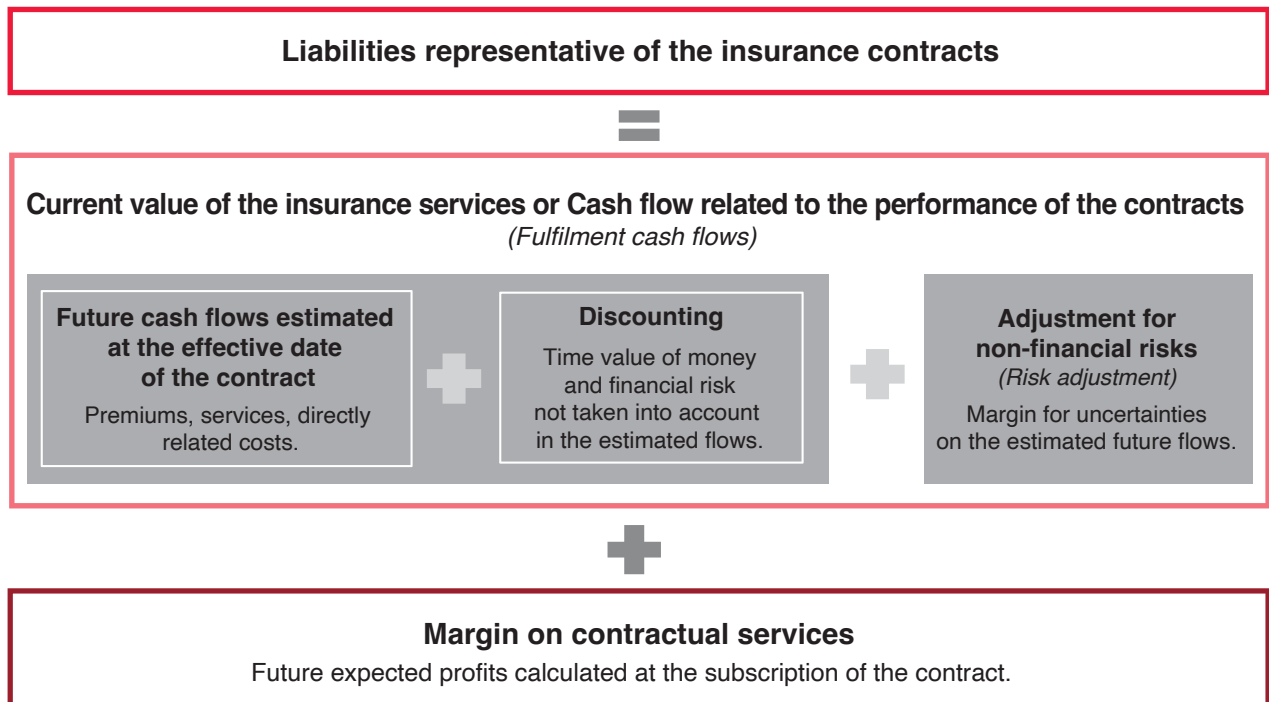 Liabilities representative of the insurance contracts
Current value of the insurance services or Cash flow related to the performance of the contracts
(Fulfilment cash flows)
Future cash flows estimated
at the effective date
of the contract
Premiums, services, directly
related costs.
Discounting
Time value of money
and financial risk
not taken into account
in the estimated flows.
Adjustment for
non-financial risks
(Risk adjustment)
Margin for uncertainties
on the estimated future flows.
Margin on contractual services
Future expected profits calculated at the subscription of the contract.